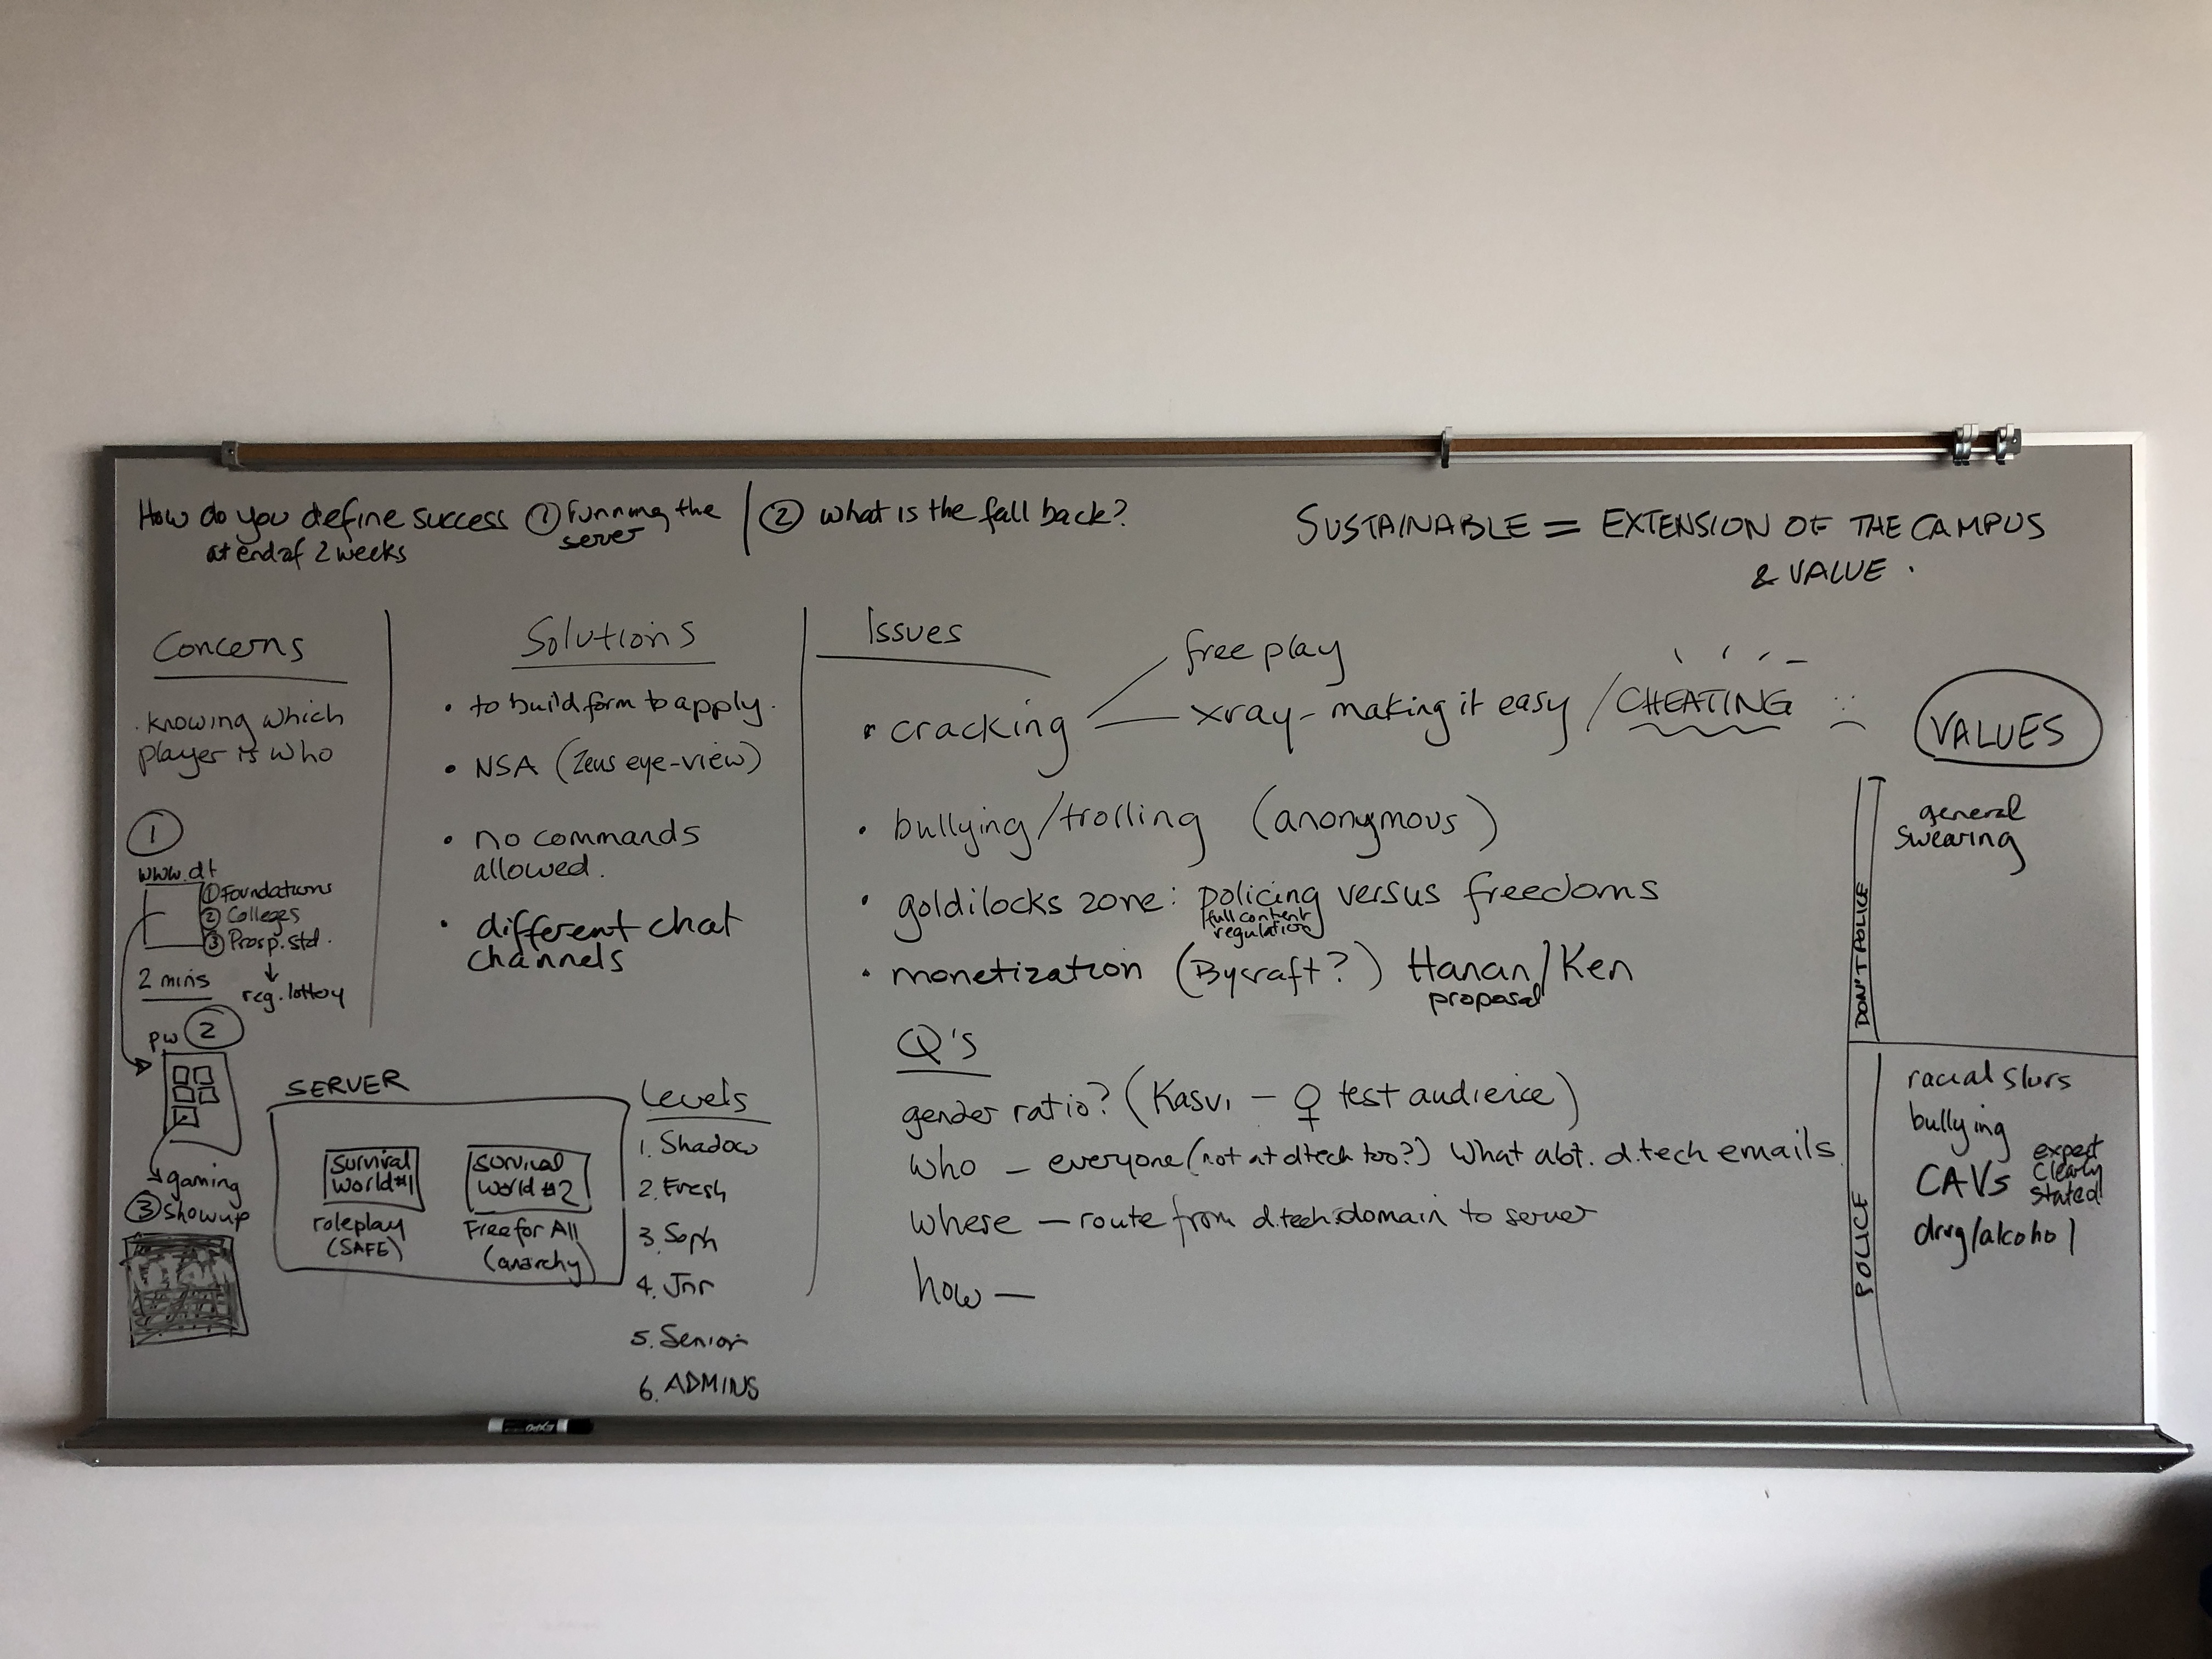 How do you define success ① running the | ② what is the fall back?
at end of 2 weeks server
SUSTAINABLE = EXTENSION OF THE CAMPUS
& VALUE.
Concerns
. knowing which
player is who
①
www.dt
① Foundations
② Colleges
③ Prosp. std.
↓
reg. lottery
2 mins
pw ②
gaming
③ show up
Solutions
• to build form to apply.
• NSA (Zeus eye-view)
• no commands
allowed.
• different chat
channels
SERVER
survival
world #1
roleplay
(SAFE)
survival
world #2
Free for All
(anarchy)
Levels
1. Shadow
2. Fresh
3. Soph
4. Jnr
5. Senior
6. ADMINS
Issues
• cracking
free play
xray - making it easy / CHEATING
• bullying/trolling (anonymous)
• goldilocks zone: policing versus freedoms
full content
regulation
• monetization (Bycraft?) Hanan/Ken
proposal
Q's
gender ratio? (Kasvi - ♀ test audience)
who - everyone (not at dtech too?) What abt. d.tech emails
where - route from d.tech domain to server
how -
VALUES
DON'T POLICE
general
swearing
POLICE
racial slurs
bullying
CAVs
expect
clearly
stated!
drug/alcohol
EXPO